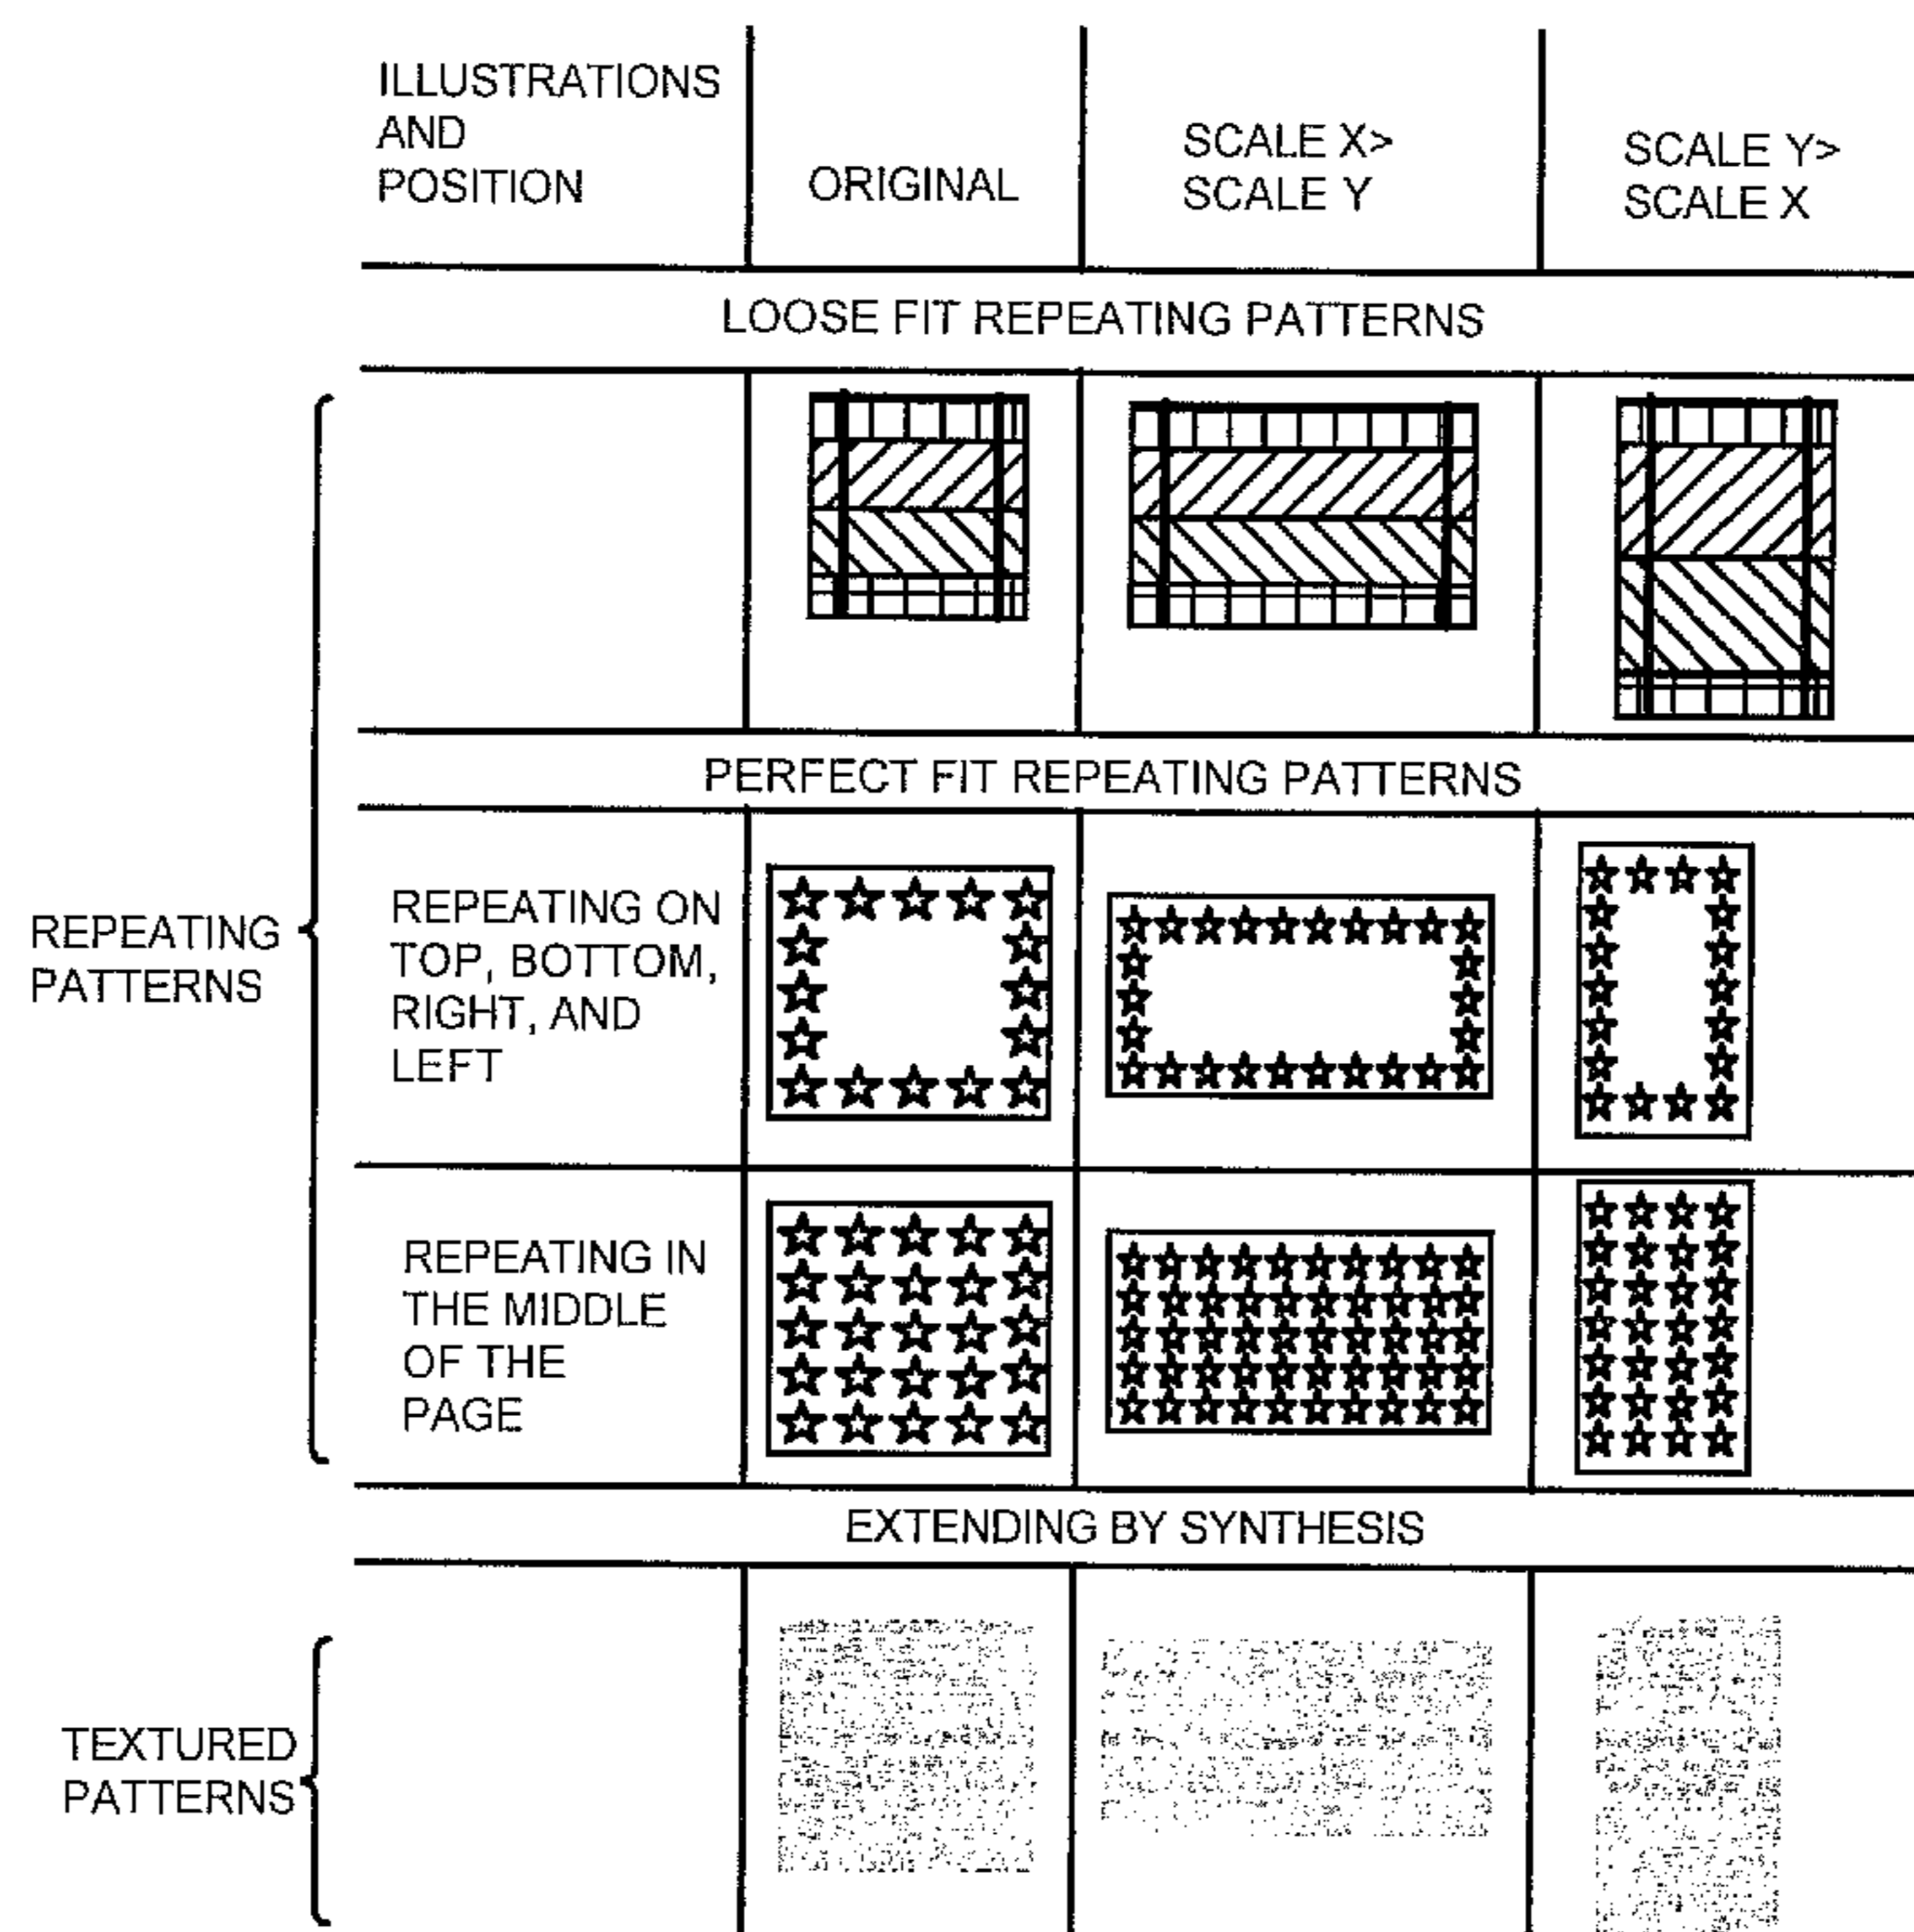 ILLUSTRATIONS
AND
POSITION
ORIGINAL
SCALE X>
SCALE Y
SCALE Y>
SCALE X
LOOSE FIT REPEATING PATTERNS
PERFECT FIT REPEATING PATTERNS
REPEATING
PATTERNS
REPEATING ON
TOP, BOTTOM,
RIGHT, AND
LEFT
REPEATING IN
THE MIDDLE
OF THE
PAGE
EXTENDING BY SYNTHESIS
TEXTURED
PATTERNS